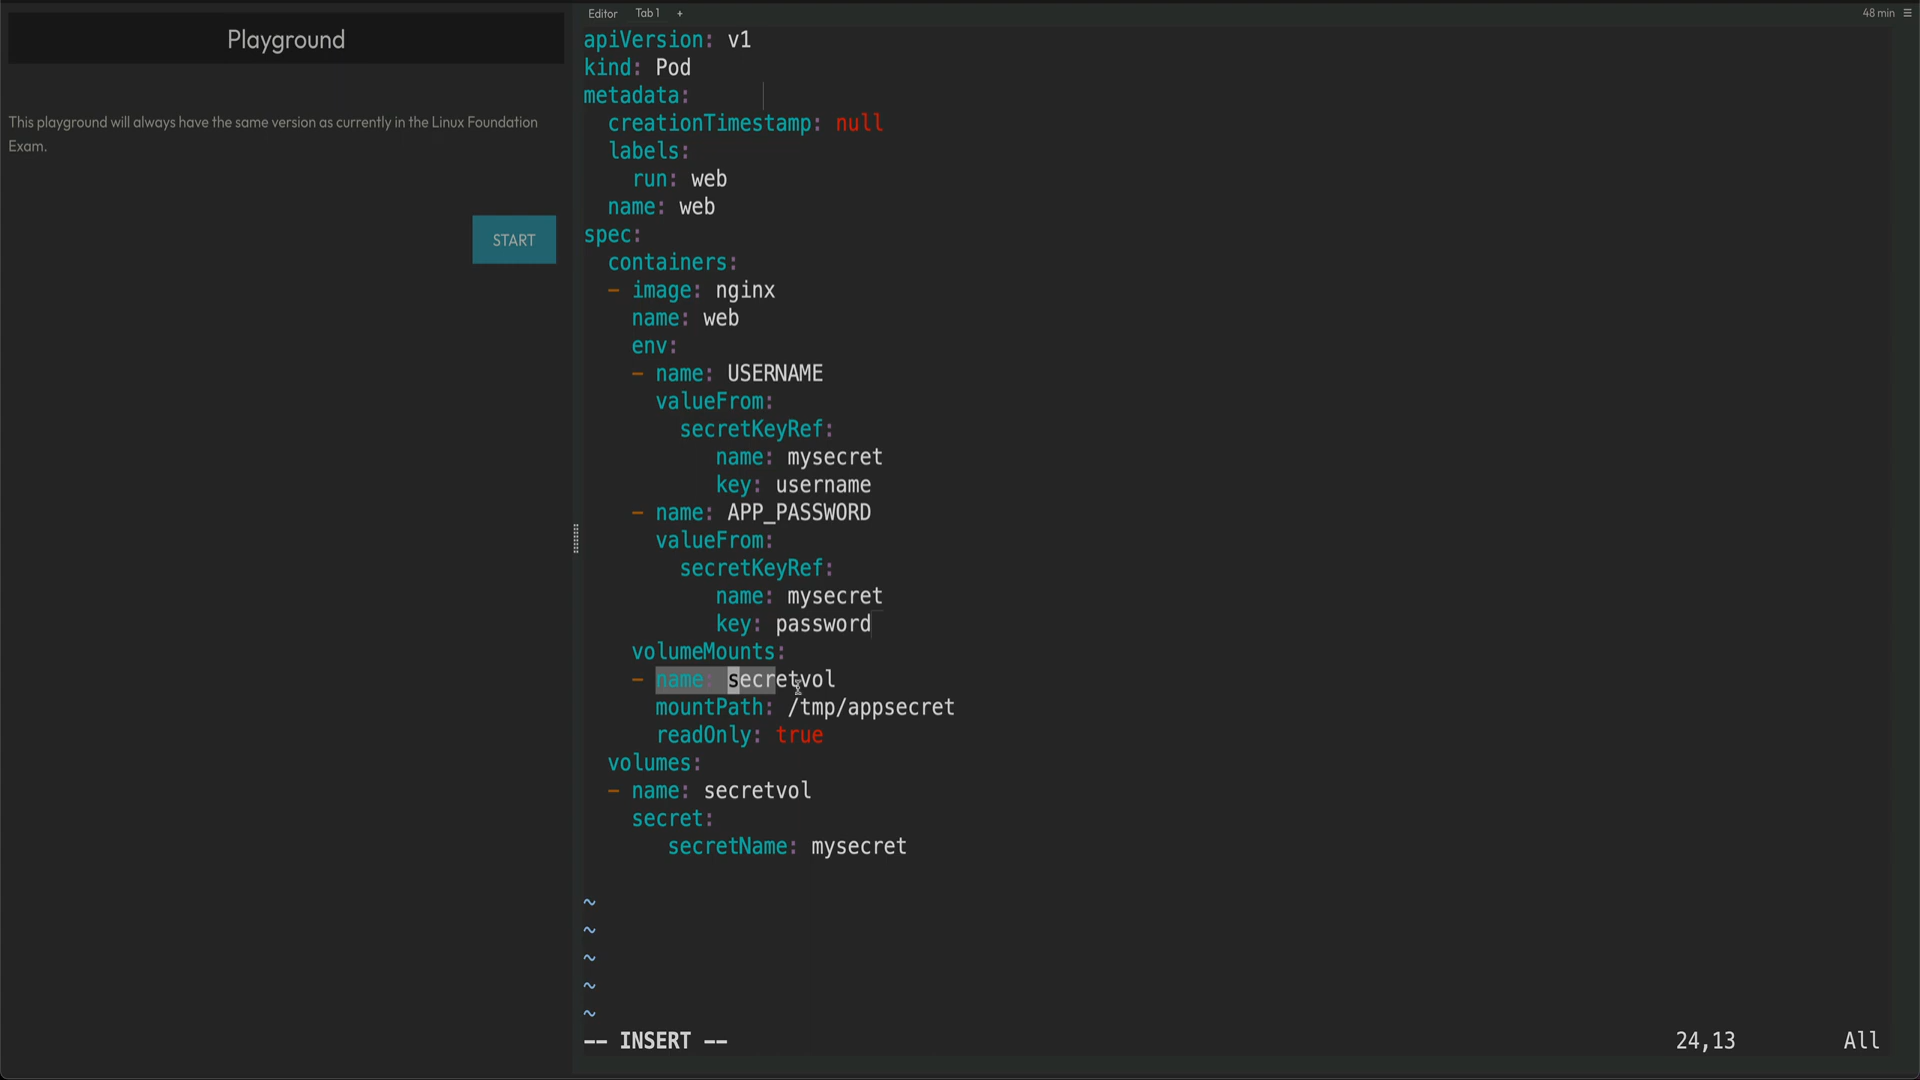 Playground
This playground will always have the same version as currently in the Linux Foundation
Exam.
START
Editor Tab 1 + 48 min
apiVersion: v1
kind: Pod
metadata:
  creationTimestamp: null
  labels:
    run: web
  name: web
spec:
  containers:
  - image: nginx
    name: web
    env:
    - name: USERNAME
      valueFrom:
        secretKeyRef:
           name: mysecret
           key: username
    - name: APP_PASSWORD
      valueFrom:
        secretKeyRef:
           name: mysecret
           key: password
    volumeMounts:
    - name: secretvol
      mountPath: /tmp/appsecret
      readOnly: true
  volumes:
  - name: secretvol
    secret:
       secretName: mysecret
~
~
~
~
~
-- INSERT -- 24,13 All